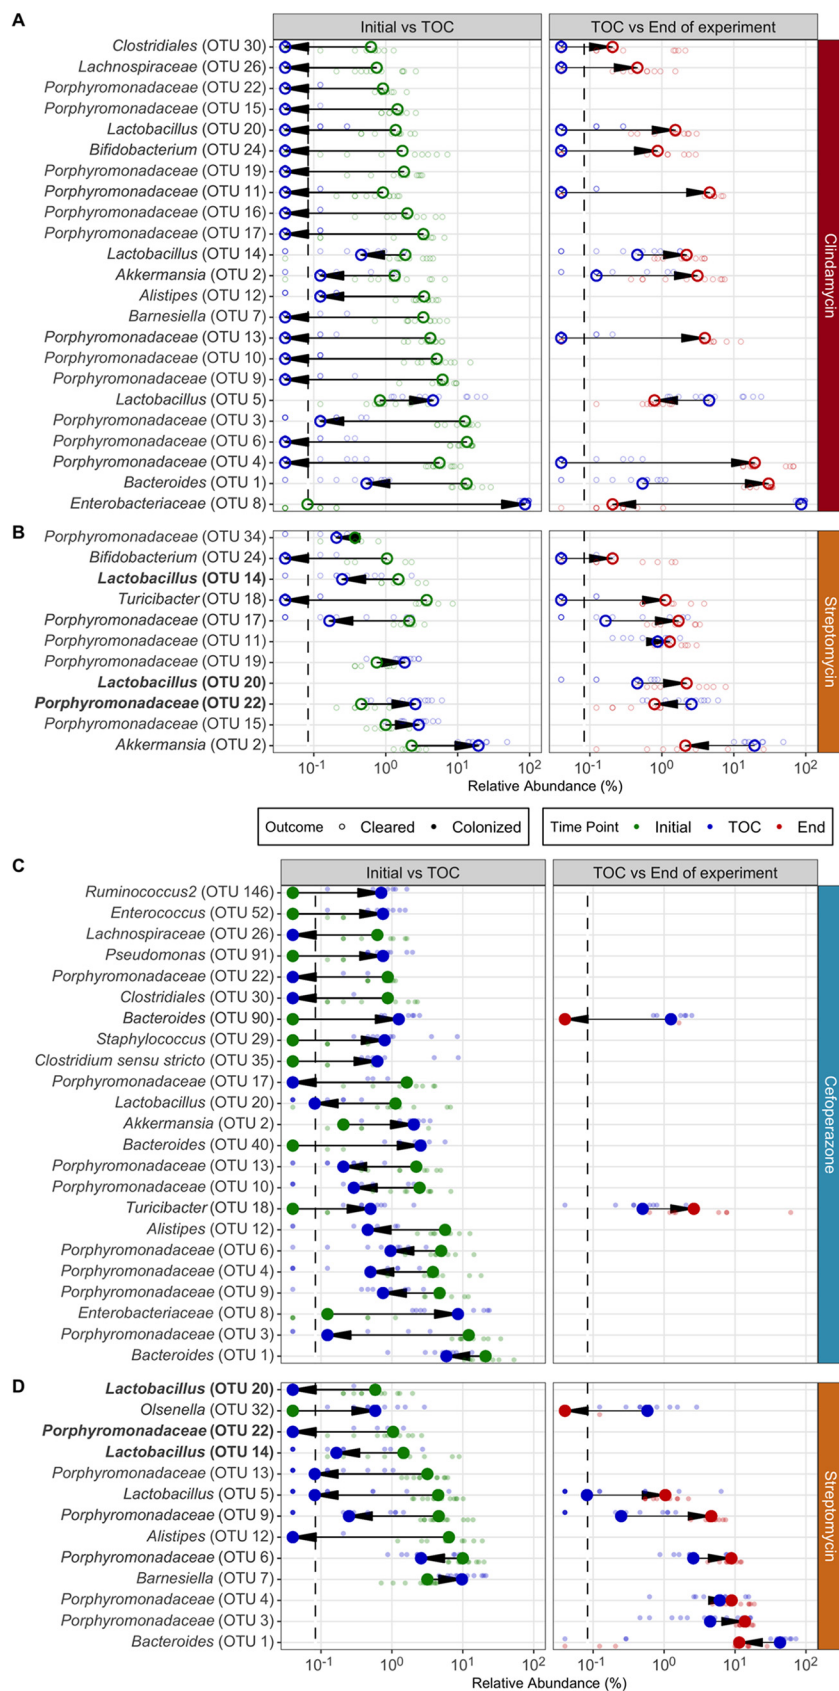 A
Initial vs TOC
TOC vs End of experiment
Clostridiales (OTU 30)
Lachnospiraceae (OTU 26)
Porphyromonadaceae (OTU 22)
Porphyromonadaceae (OTU 15)
Lactobacillus (OTU 20)
Bifidobacterium (OTU 24)
Porphyromonadaceae (OTU 19)
Porphyromonadaceae (OTU 11)
Porphyromonadaceae (OTU 16)
Porphyromonadaceae (OTU 17)
Lactobacillus (OTU 14)
Akkermansia (OTU 2)
Alistipes (OTU 12)
Barnesiella (OTU 7)
Porphyromonadaceae (OTU 13)
Porphyromonadaceae (OTU 10)
Porphyromonadaceae (OTU 9)
Lactobacillus (OTU 5)
Porphyromonadaceae (OTU 3)
Porphyromonadaceae (OTU 6)
Porphyromonadaceae (OTU 4)
Bacteroides (OTU 1)
Enterobacteriaceae (OTU 8)
Clindamycin
B
Porphyromonadaceae (OTU 34)
Bifidobacterium (OTU 24)
Lactobacillus (OTU 14)
Turicibacter (OTU 18)
Porphyromonadaceae (OTU 17)
Porphyromonadaceae (OTU 11)
Porphyromonadaceae (OTU 19)
Lactobacillus (OTU 20)
Porphyromonadaceae (OTU 22)
Porphyromonadaceae (OTU 15)
Akkermansia (OTU 2)
Streptomycin
10-1 100 101 102 10-1 100 101 102
Relative Abundance (%)
Outcome Cleared Colonized Time Point Initial TOC End
C
Initial vs TOC
TOC vs End of experiment
Ruminococcus2 (OTU 146)
Enterococcus (OTU 52)
Lachnospiraceae (OTU 26)
Pseudomonas (OTU 91)
Porphyromonadaceae (OTU 22)
Clostridiales (OTU 30)
Bacteroides (OTU 90)
Staphylococcus (OTU 29)
Clostridium sensu stricto (OTU 35)
Porphyromonadaceae (OTU 17)
Lactobacillus (OTU 20)
Akkermansia (OTU 2)
Bacteroides (OTU 40)
Porphyromonadaceae (OTU 13)
Porphyromonadaceae (OTU 10)
Turicibacter (OTU 18)
Alistipes (OTU 12)
Porphyromonadaceae (OTU 6)
Porphyromonadaceae (OTU 4)
Porphyromonadaceae (OTU 9)
Enterobacteriaceae (OTU 8)
Porphyromonadaceae (OTU 3)
Bacteroides (OTU 1)
Cefoperazone
D
Lactobacillus (OTU 20)
Olsenella (OTU 32)
Porphyromonadaceae (OTU 22)
Lactobacillus (OTU 14)
Porphyromonadaceae (OTU 13)
Lactobacillus (OTU 5)
Porphyromonadaceae (OTU 9)
Alistipes (OTU 12)
Porphyromonadaceae (OTU 6)
Barnesiella (OTU 7)
Porphyromonadaceae (OTU 4)
Porphyromonadaceae (OTU 3)
Bacteroides (OTU 1)
Streptomycin
10-1 100 101 102 10-1 100 101 102
Relative Abundance (%)